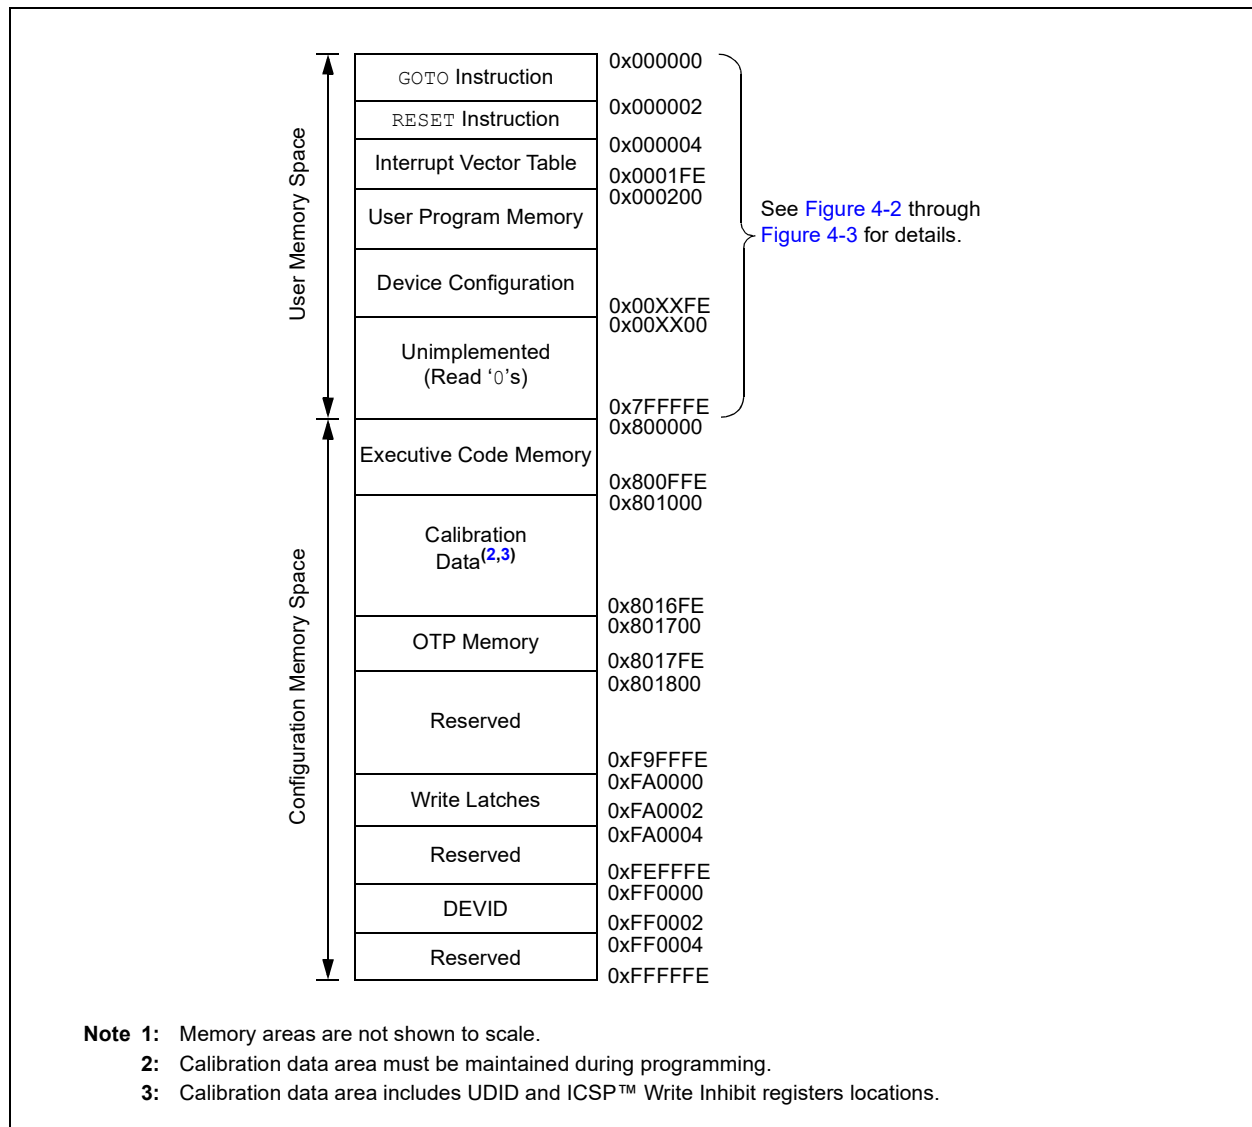 0x000000
GOTO Instruction
0x000002
RESET Instruction
0x000004
Interrupt Vector Table
0x0001FE
0x000200
User Program Memory
See Figure 4-2 through
Figure 4-3 for details.
User Memory Space
Device Configuration
0x00XXFE
0x00XX00
Unimplemented
(Read ‘0’s)
0x7FFFFE
0x800000
Executive Code Memory
0x800FFE
0x801000
Calibration
Data(2,3)
0x8016FE
0x801700
OTP Memory
0x8017FE
0x801800
Configuration Memory Space
Reserved
0xF9FFFE
0xFA0000
Write Latches
0xFA0002
0xFA0004
Reserved
0xFEFFFE
0xFF0000
DEVID
0xFF0002
0xFF0004
Reserved
0xFFFFFE
Note 1: Memory areas are not shown to scale.
2: Calibration data area must be maintained during programming.
3: Calibration data area includes UDID and ICSP™ Write Inhibit registers locations.